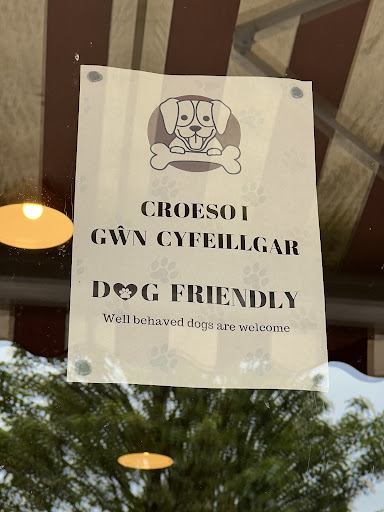 CROESO I
GŴN CYFEILLGAR
DOG FRIENDLY
Well behaved dogs are welcome